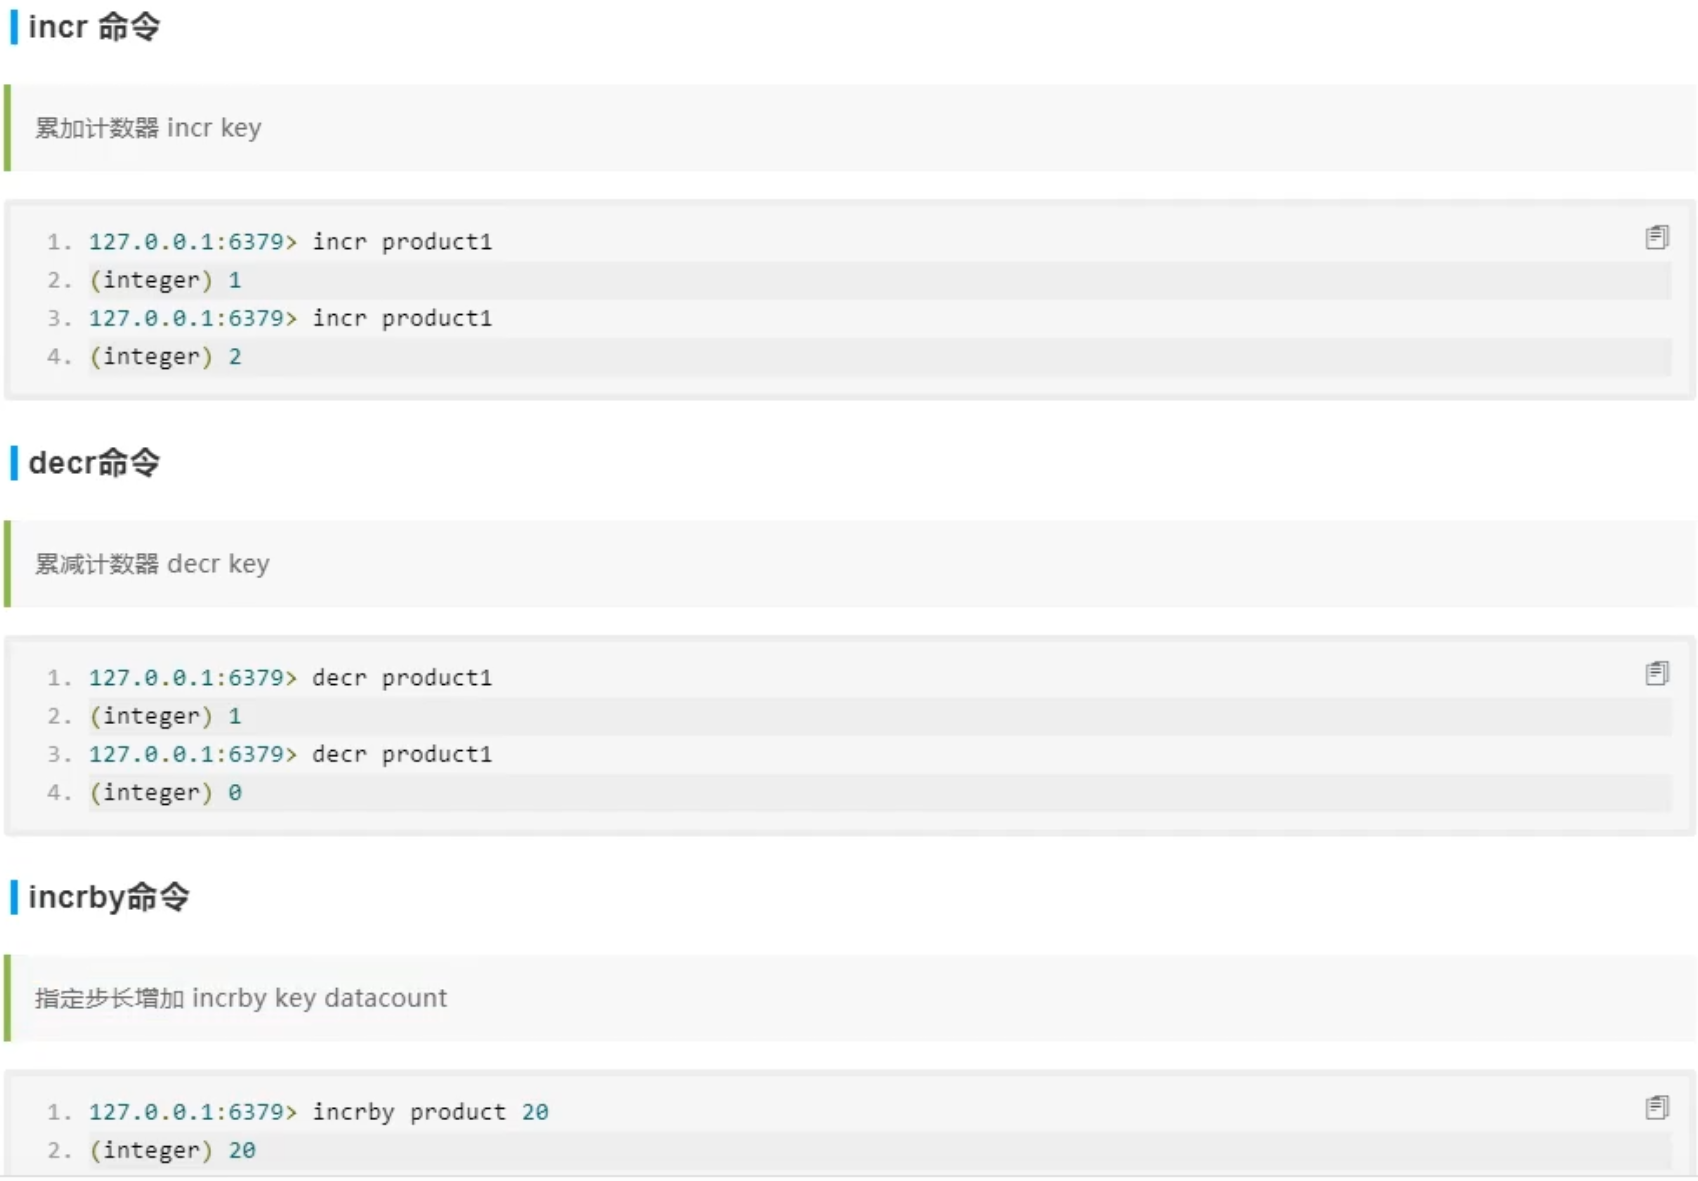 incr 命令
累加计数器 incr key
1. 127.0.0.1:6379> incr product1
2. (integer) 1
3. 127.0.0.1:6379> incr product1
4. (integer) 2
decr命令
累减计数器 decr key
1. 127.0.0.1:6379> decr product1
2. (integer) 1
3. 127.0.0.1:6379> decr product1
4. (integer) 0
incrby命令
指定步长增加 incrby key datacount
1. 127.0.0.1:6379> incrby product 20
2. (integer) 20